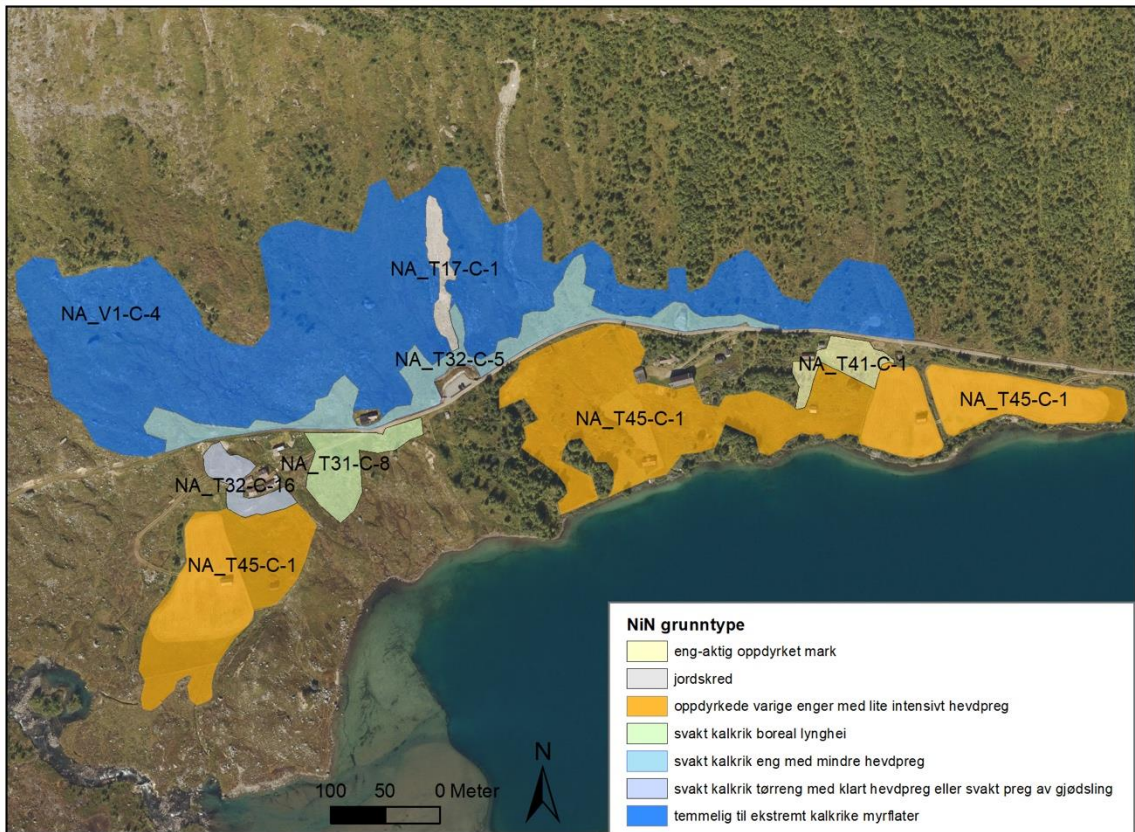 NA_T17-C-1
NA_V1-C-4
NA_T32-C-5
NA_T41-C-1
NA_T45-C-1
NA_T45-C-1
NA_T31-C-8
NA_T32-C-16
NA_T45-C-1
N
100 50 0 Meter
NiN grunntype
eng-aktig oppdyrket mark
jordskred
oppdyrkede varige enger med lite intensivt hevdpreg
svakt kalkrik boreal lynghei
svakt kalkrik eng med mindre hevdpreg
svakt kalkrik tørreng med klart hevdpreg eller svakt preg av gjødsling
temmelig til ekstremt kalkrike myrflater